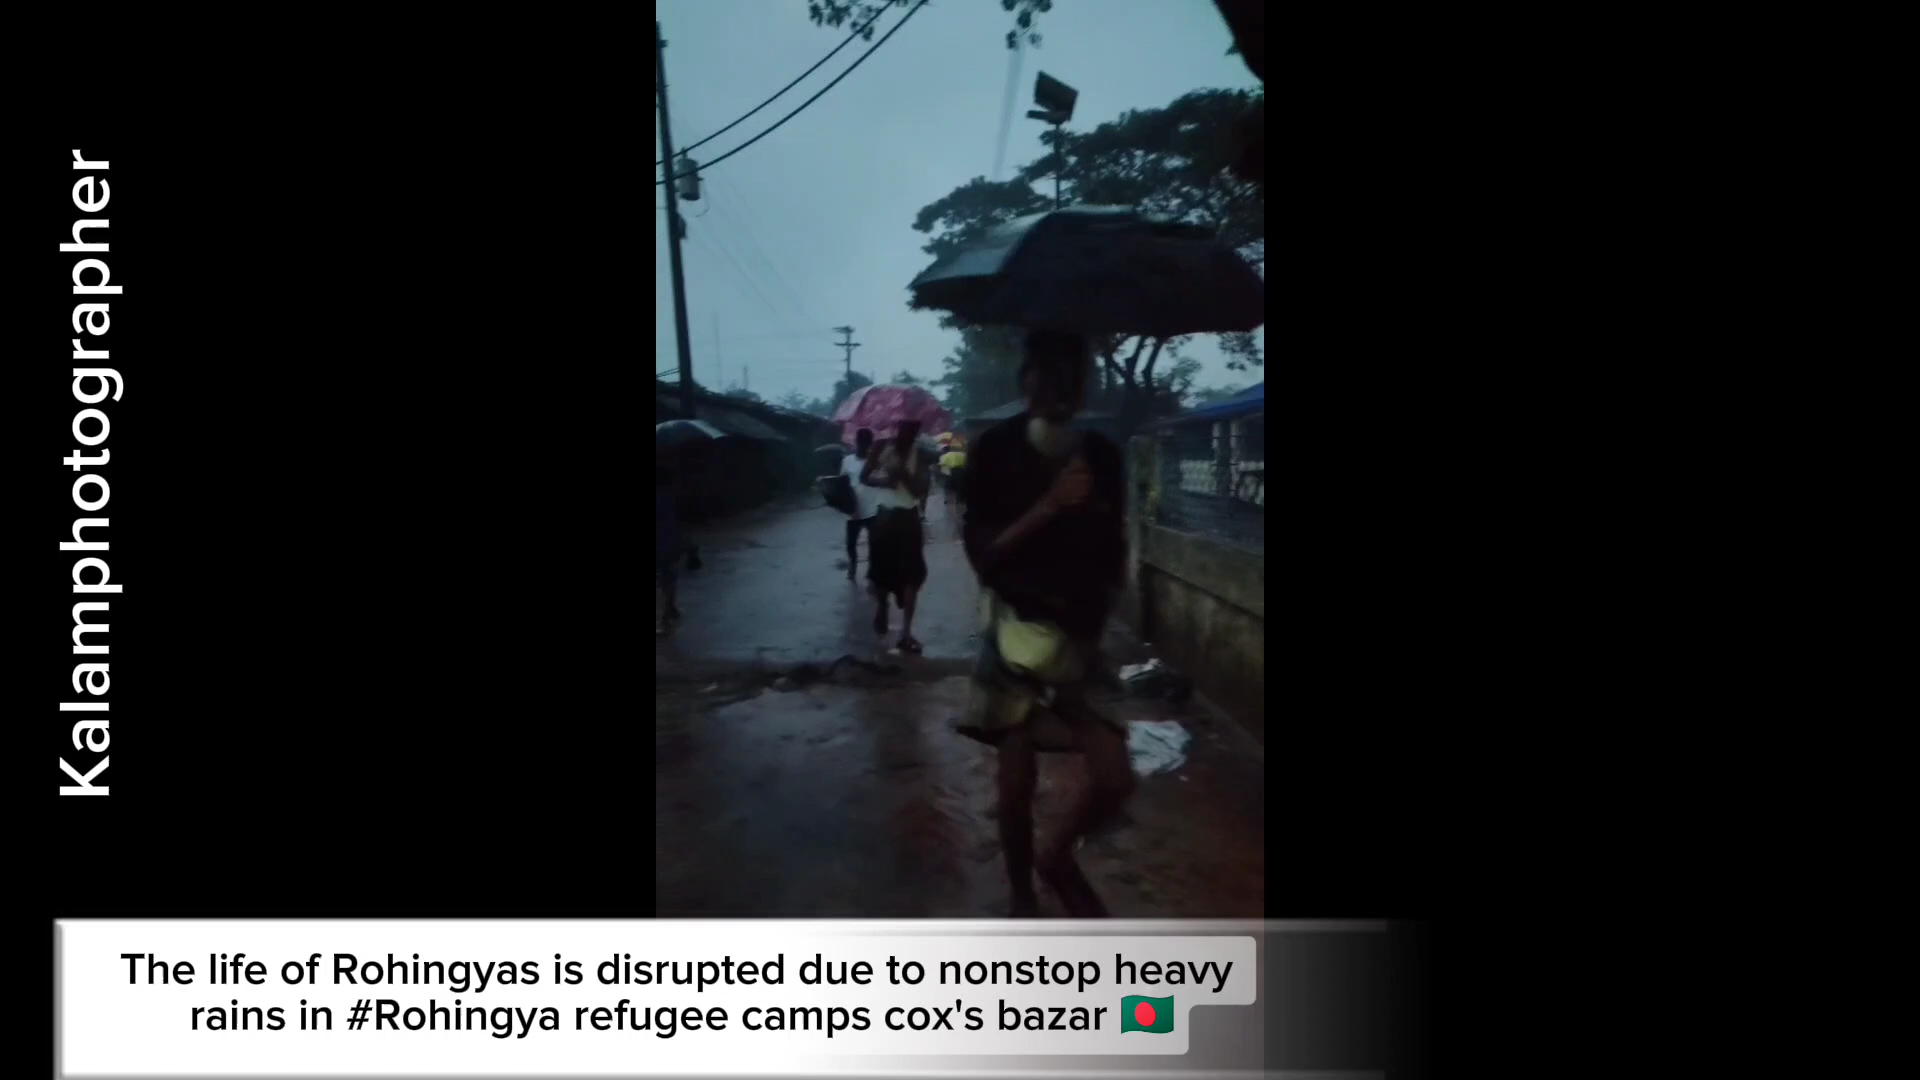 Kalamphotographer
The life of Rohingyas is disrupted due to nonstop heavy
rains in #Rohingya refugee camps cox's bazar 🇧🇩